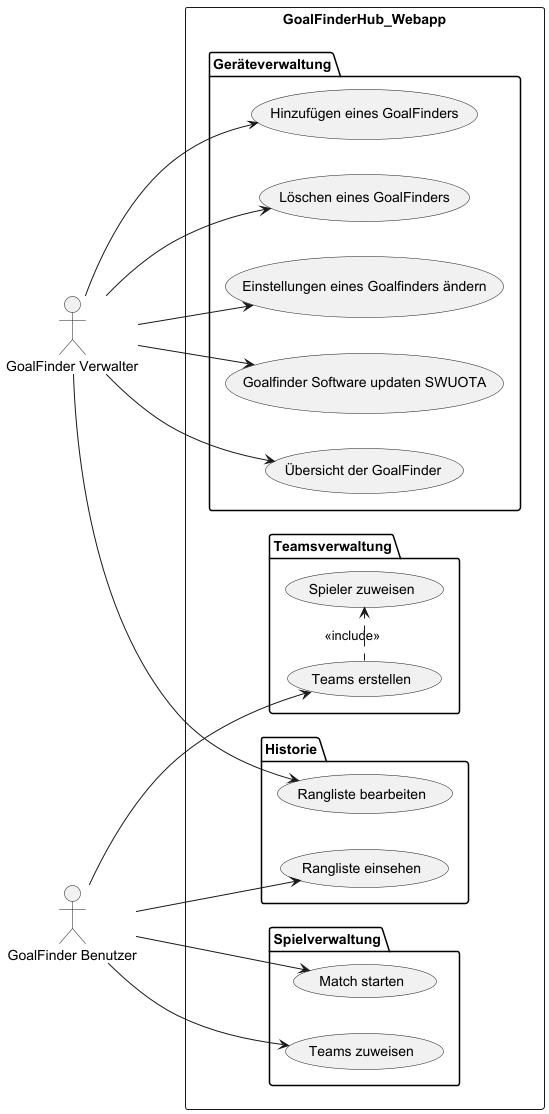 GoalFinderHub_Webapp
Geräteverwaltung
Hinzufügen eines GoalFinders
Löschen eines GoalFinders
Einstellungen eines Goalfinders ändern
GoalFinder Verwalter
Goalfinder Software updaten SWUOTA
Übersicht der GoalFinder
Teamsverwaltung
Spieler zuweisen
«include»
Teams erstellen
Historie
Rangliste bearbeiten
Rangliste einsehen
GoalFinder Benutzer
Spielverwaltung
Match starten
Teams zuweisen